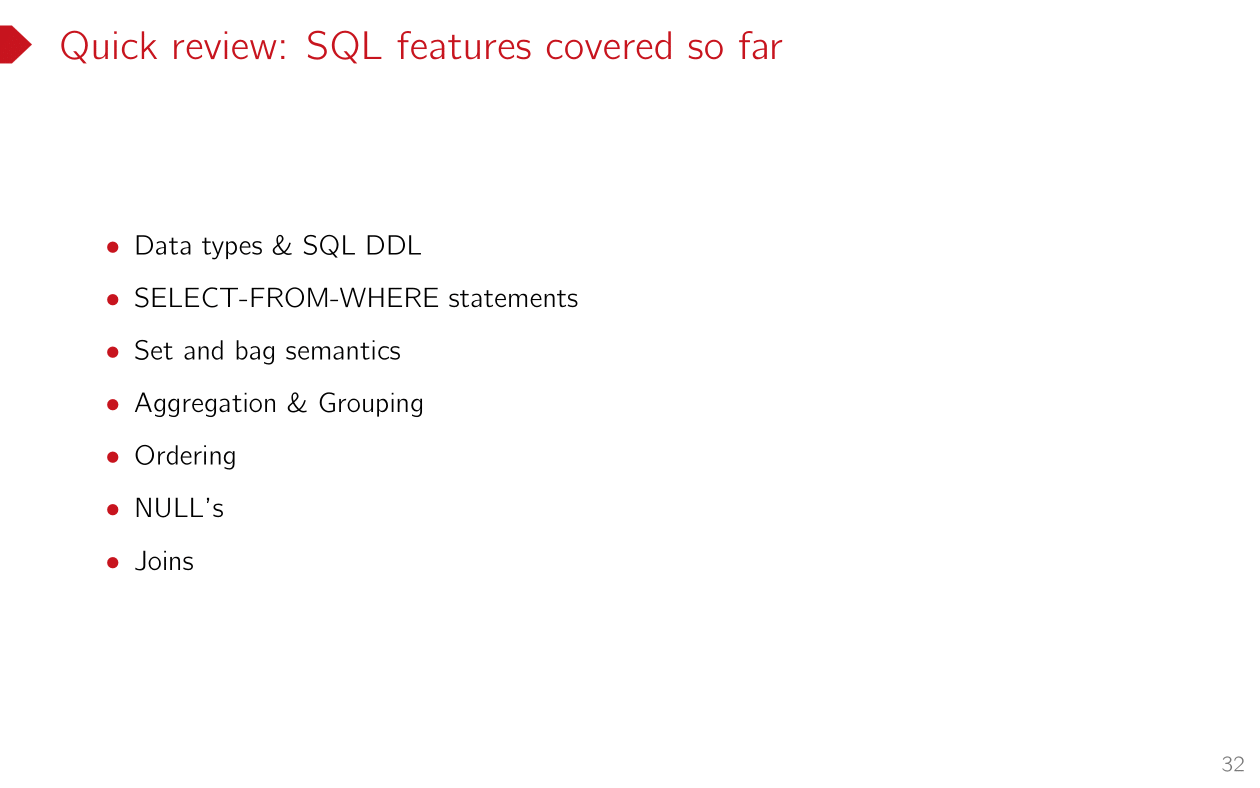 Quick review: SQL features covered so far
• Data types & SQL DDL
• SELECT-FROM-WHERE statements
• Set and bag semantics
• Aggregation & Grouping
• Ordering
• NULL's
• Joins
32